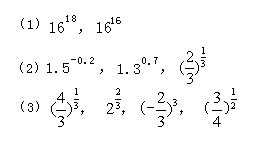 (1) 16^18, 16^16
(2) 1.5^-0.2, 1.3^0.7, (2/3)^(1/3)
(3) (4/3)^(1/3), 2^(2/3), (-2/3)^3, (3/4)^(1/2)